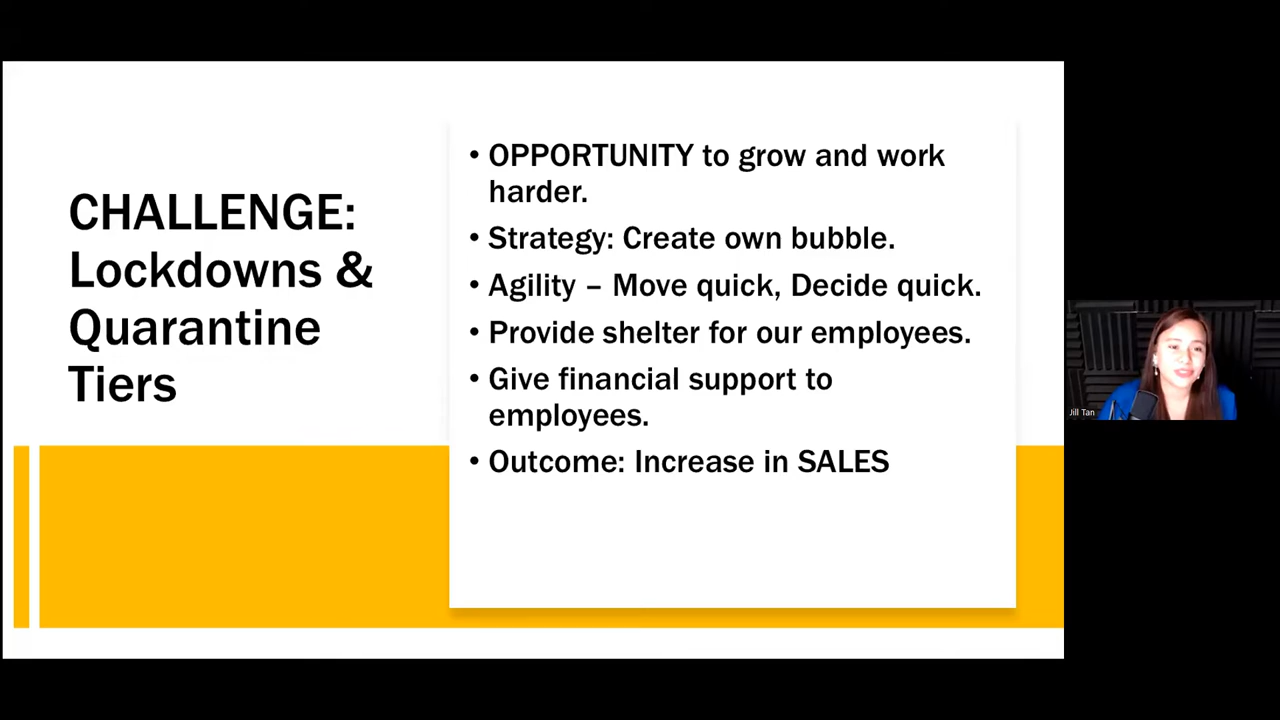 CHALLENGE:
Lockdowns &
Quarantine
Tiers
• OPPORTUNITY to grow and work
harder.
• Strategy: Create own bubble.
• Agility – Move quick, Decide quick.
• Provide shelter for our employees.
• Give financial support to
employees.
• Outcome: Increase in SALES
Jill Tan